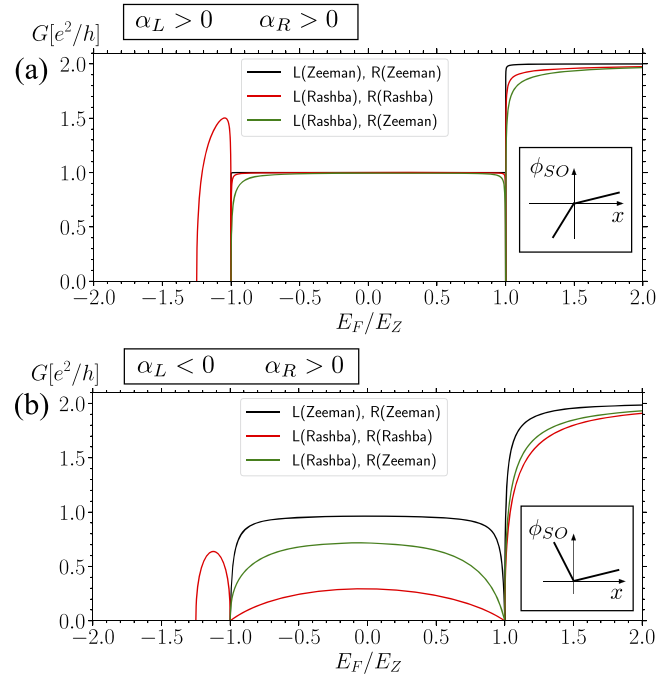 α_L > 0 α_R > 0
G[e²/h]
(a)
L(Zeeman), R(Zeeman)
L(Rashba), R(Rashba)
L(Rashba), R(Zeeman)
2.0
1.5
1.0
0.5
0.0
ϕ_SO
x
−2.0 −1.5 −1.0 −0.5 0.0 0.5 1.0 1.5 2.0
E_F/E_Z
α_L < 0 α_R > 0
G[e²/h]
(b)
L(Zeeman), R(Zeeman)
L(Rashba), R(Rashba)
L(Rashba), R(Zeeman)
2.0
1.5
1.0
0.5
0.0
ϕ_SO
x
−2.0 −1.5 −1.0 −0.5 0.0 0.5 1.0 1.5 2.0
E_F/E_Z